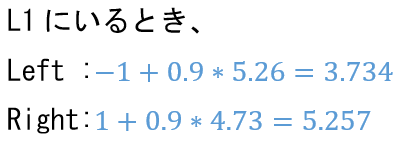 L1にいるとき、
Left :−1 + 0.9 ∗ 5.26 = 3.734
Right:1 + 0.9 ∗ 4.73 = 5.257